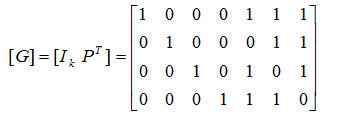 [G] = [I_k P^T] =
1 0 0 0 1 1 1
0 1 0 0 0 1 1
0 0 1 0 1 0 1
0 0 0 1 1 1 0